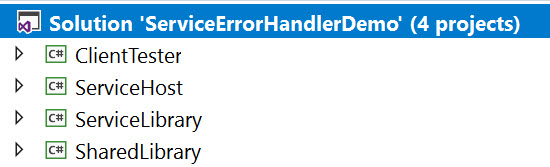 Solution 'ServiceErrorHandlerDemo' (4 projects)
C# ClientTester
C# ServiceHost
C# ServiceLibrary
C# SharedLibrary